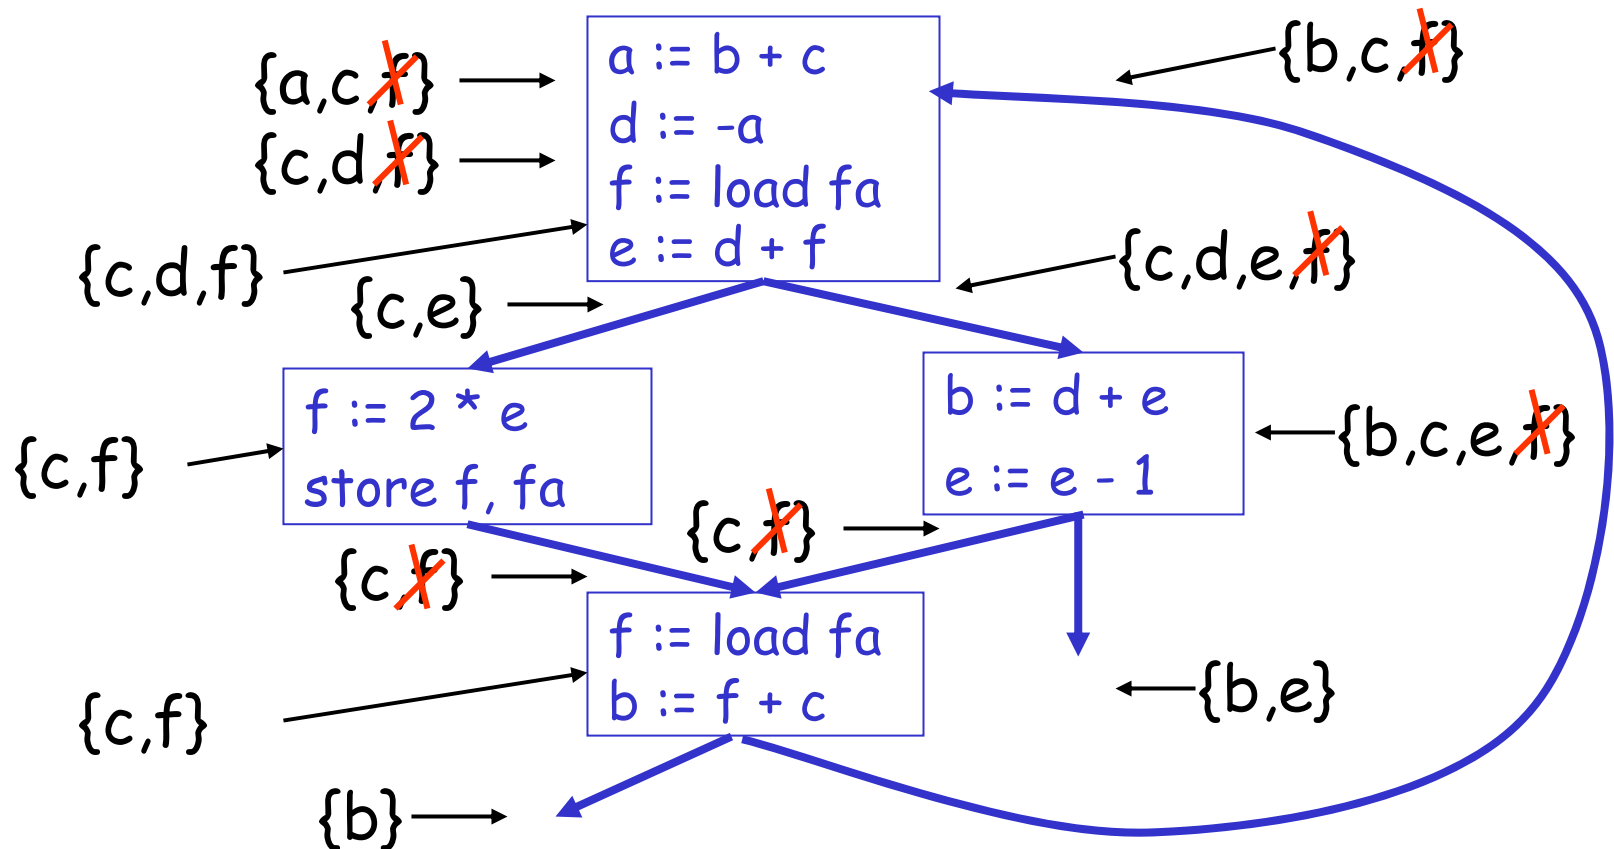 {b,c,f}
{a,c,f}
{c,d,f}
a := b + c
d := -a
f := load fa
e := d + f
{c,d,f}
{c,d,e,f}
{c,e}
f := 2 * e
store f, fa
b := d + e
e := e - 1
{c,f}
{b,c,e,f}
{c,f}
{c,f}
f := load fa
b := f + c
{c,f}
{b,e}
{b}